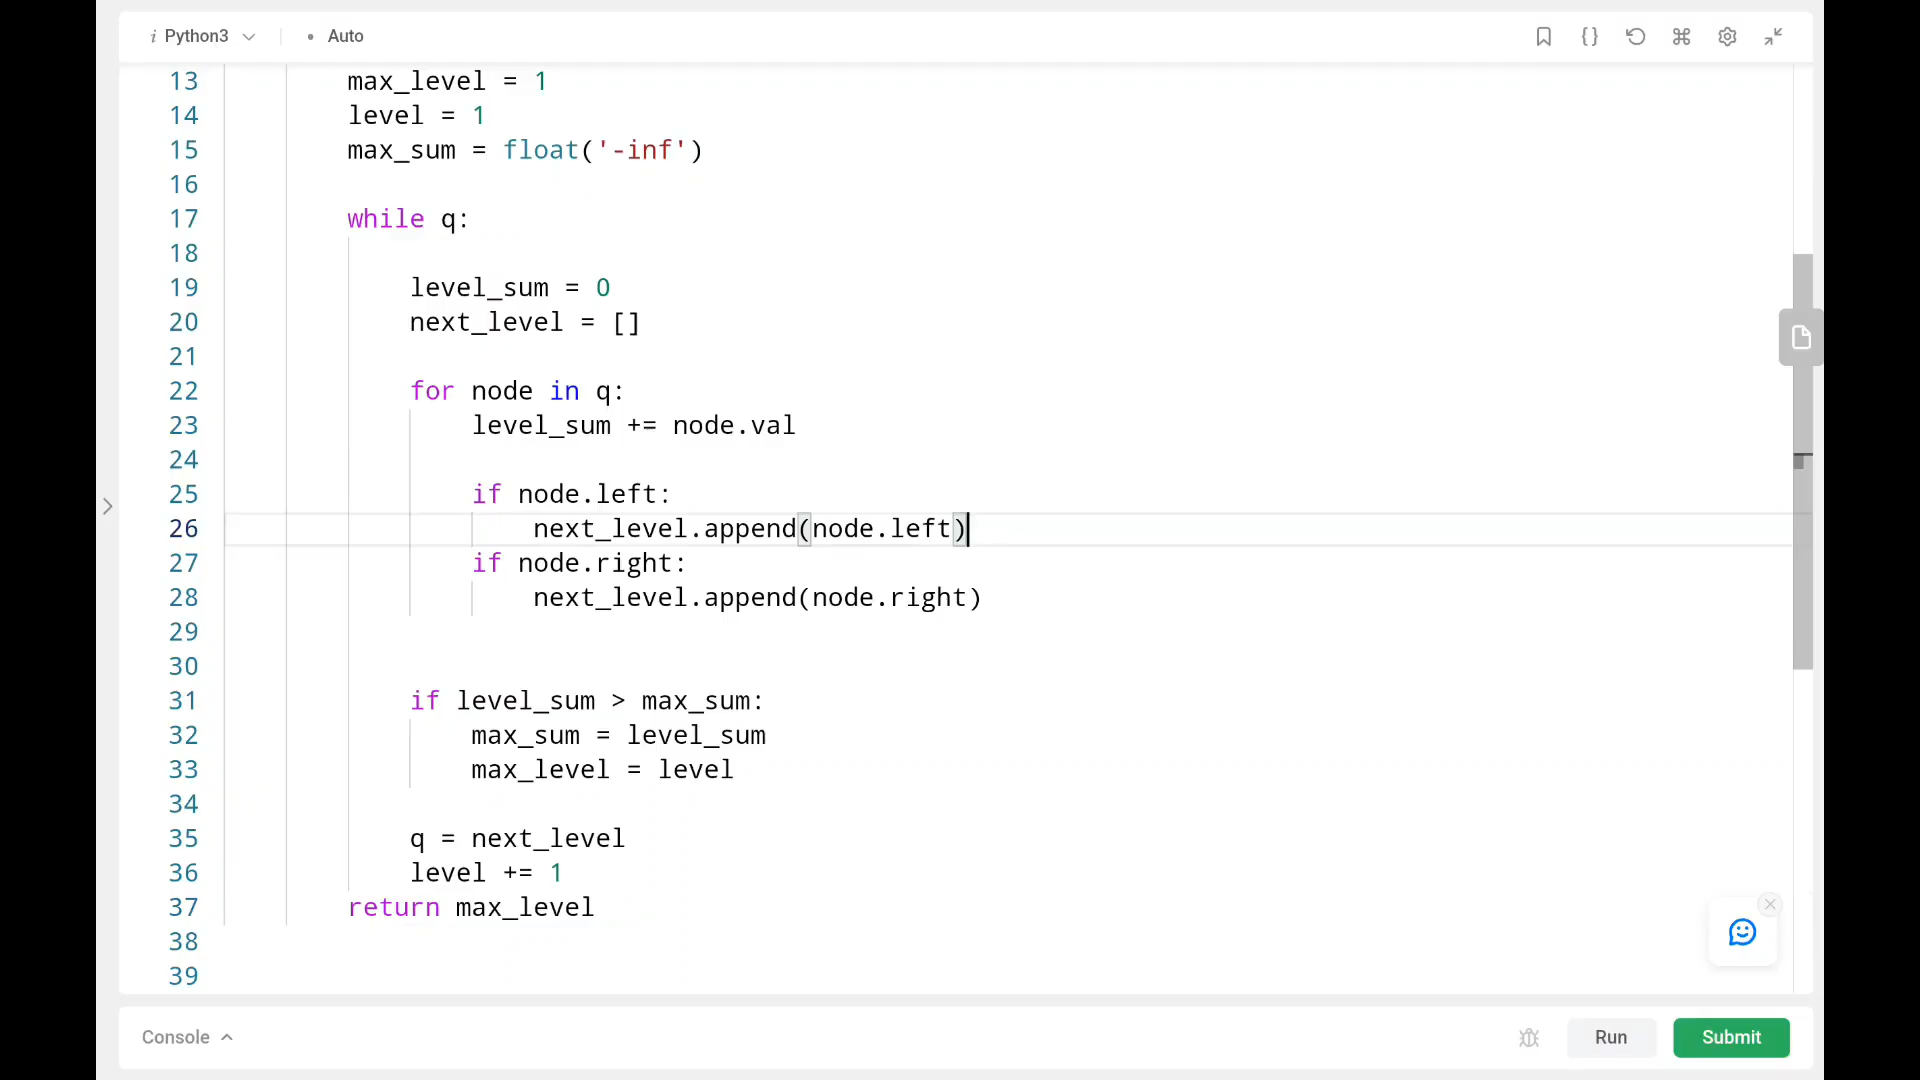 i Python3 • Auto
13 max_level = 1
14 level = 1
15 max_sum = float('-inf')
16
17 while q:
18
19 level_sum = 0
20 next_level = []
21
22 for node in q:
23 level_sum += node.val
24
25 if node.left:
26 next_level.append(node.left)
27 if node.right:
28 next_level.append(node.right)
29
30
31 if level_sum > max_sum:
32 max_sum = level_sum
33 max_level = level
34
35 q = next_level
36 level += 1
37 return max_level
38
39
Console Run Submit